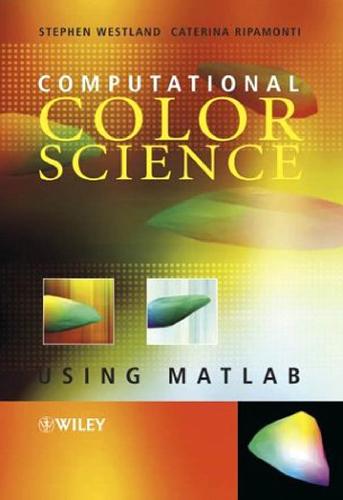 STEPHEN WESTLAND CATERINA RIPAMONTI
COMPUTATIONAL
COLOR
SCIENCE
USING MATLAB
WILEY